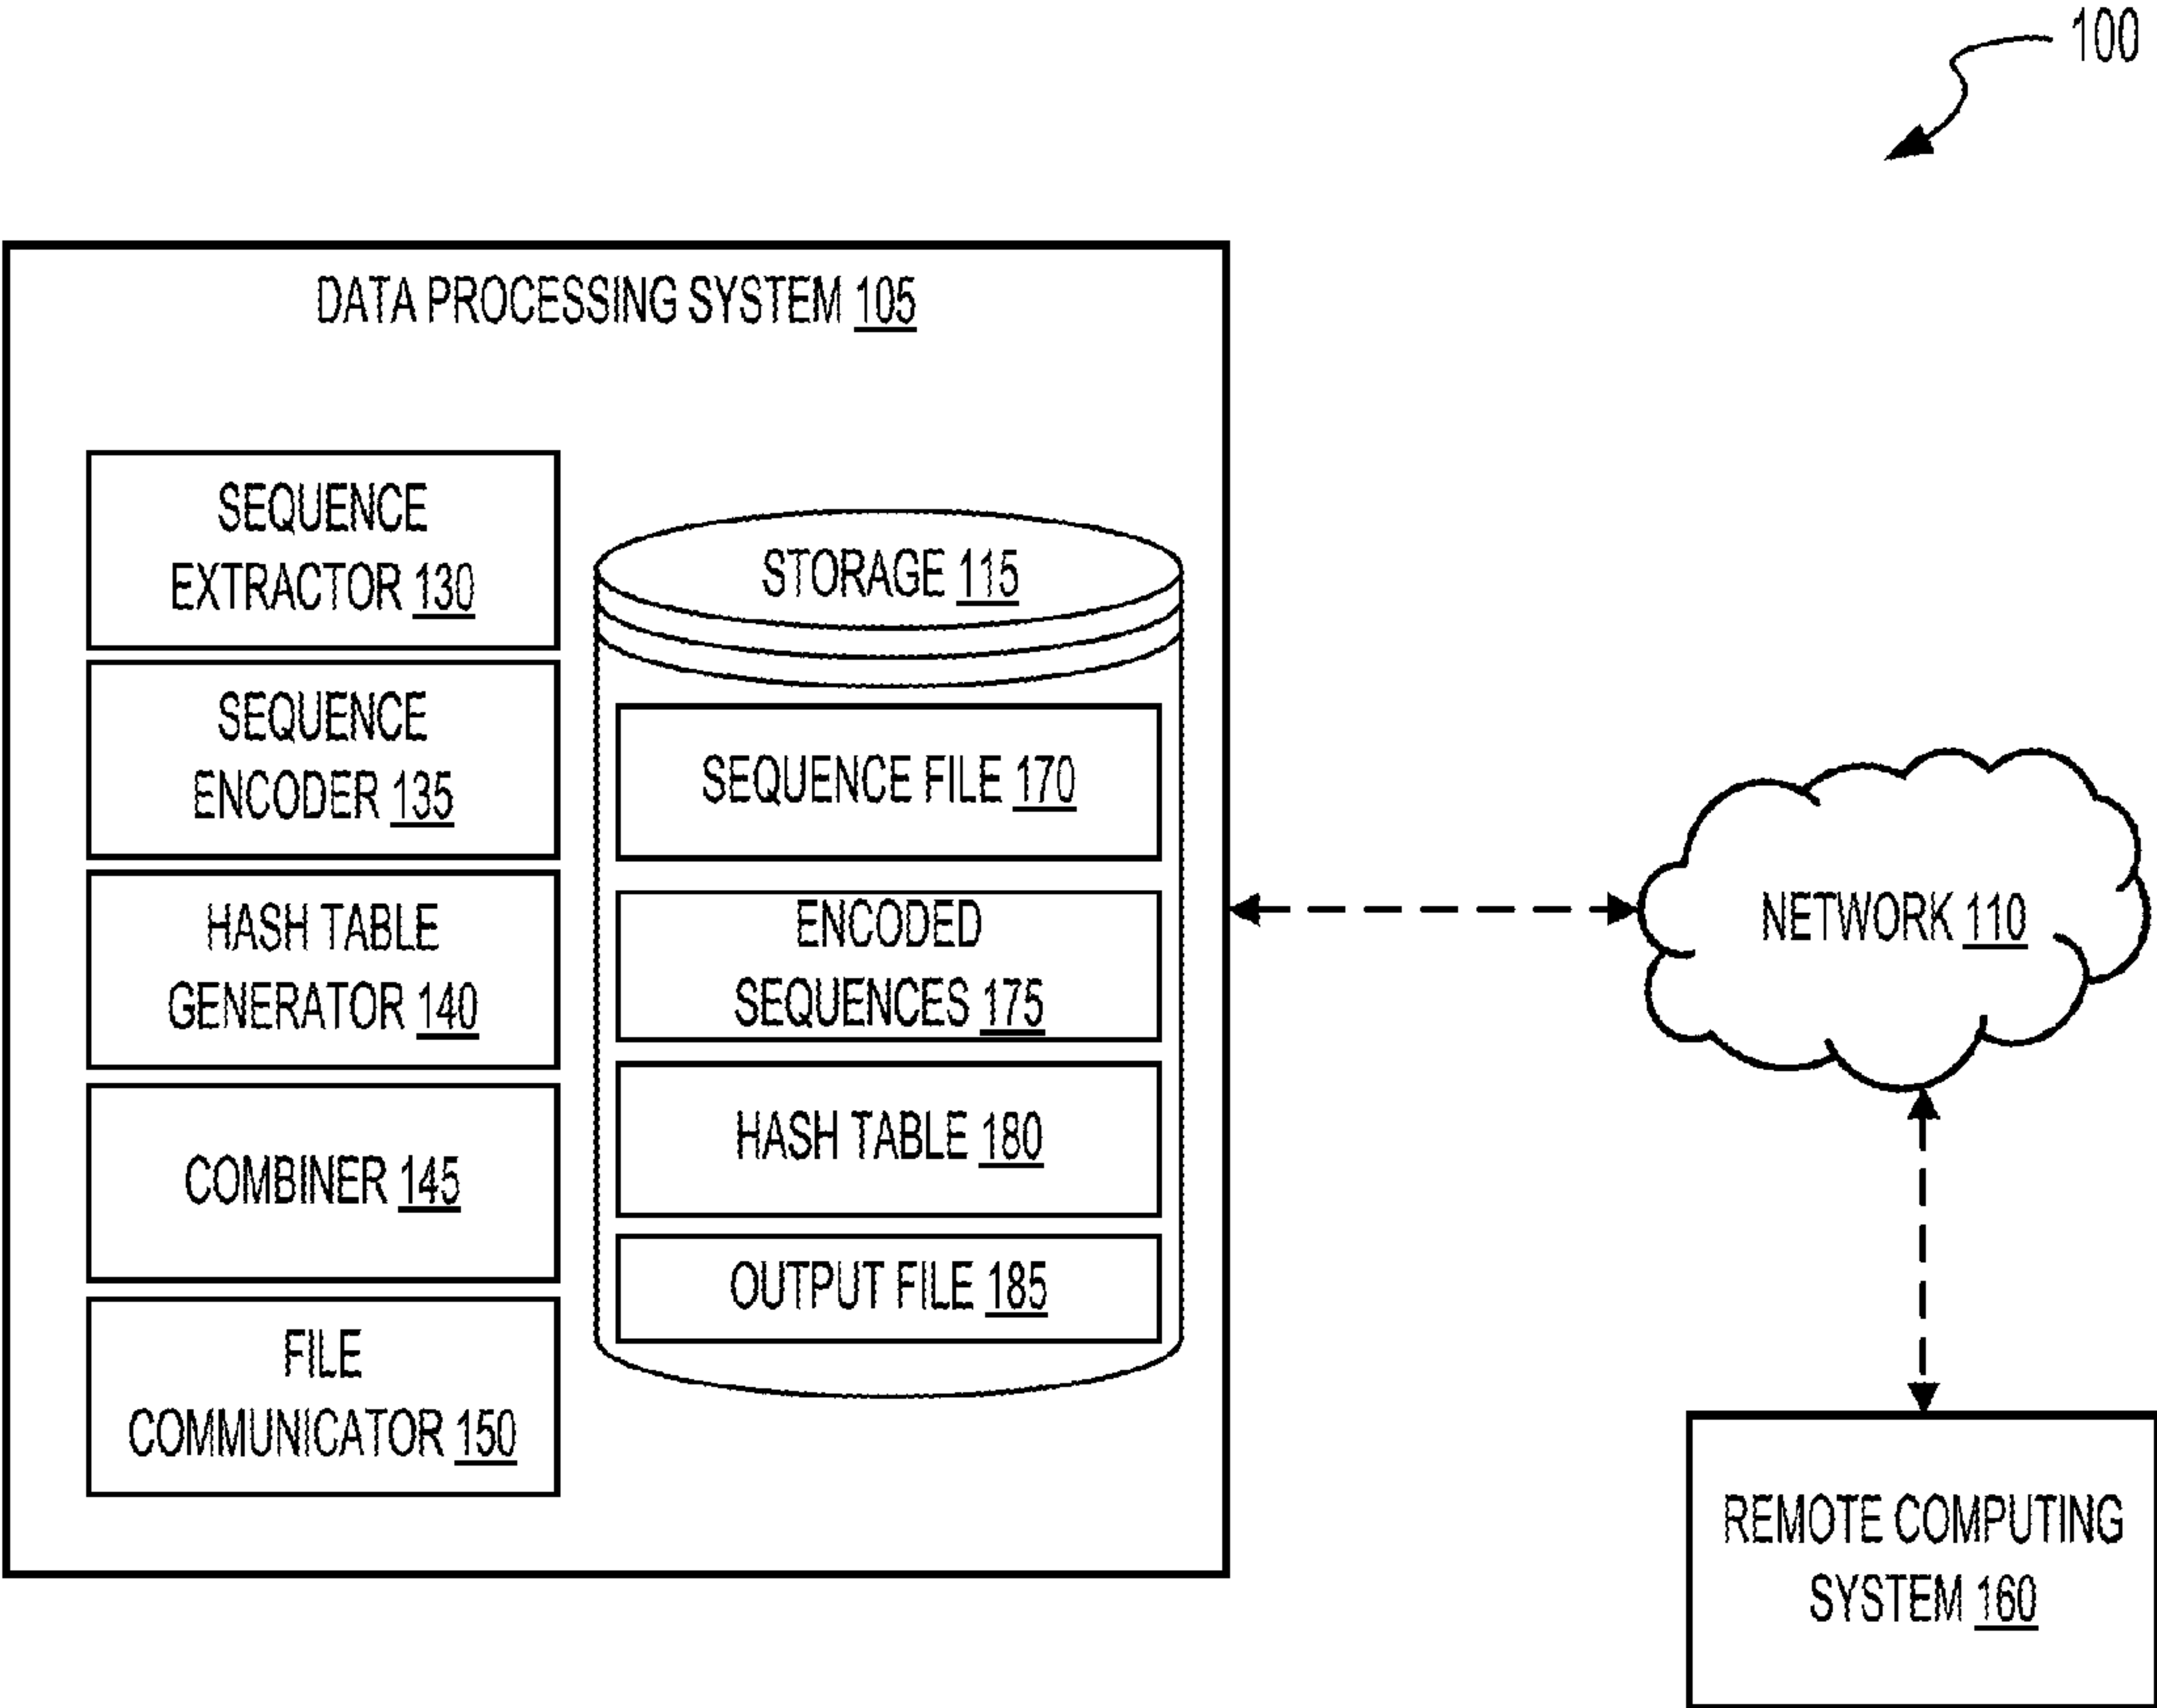 100
DATA PROCESSING SYSTEM 105
SEQUENCE
EXTRACTOR 130
SEQUENCE
ENCODER 135
HASH TABLE
GENERATOR 140
COMBINER 145
FILE
COMMUNICATOR 150
STORAGE 115
SEQUENCE FILE 170
ENCODED
SEQUENCES 175
HASH TABLE 180
OUTPUT FILE 185
NETWORK 110
REMOTE COMPUTING
SYSTEM 160